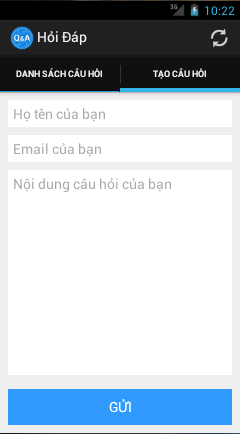 3G
10:22
Q&A
Hỏi Đáp
DANH SÁCH CÂU HỎI
TẠO CÂU HỎI
Họ tên của bạn
Email của bạn
Nội dung câu hỏi của bạn
GỬI